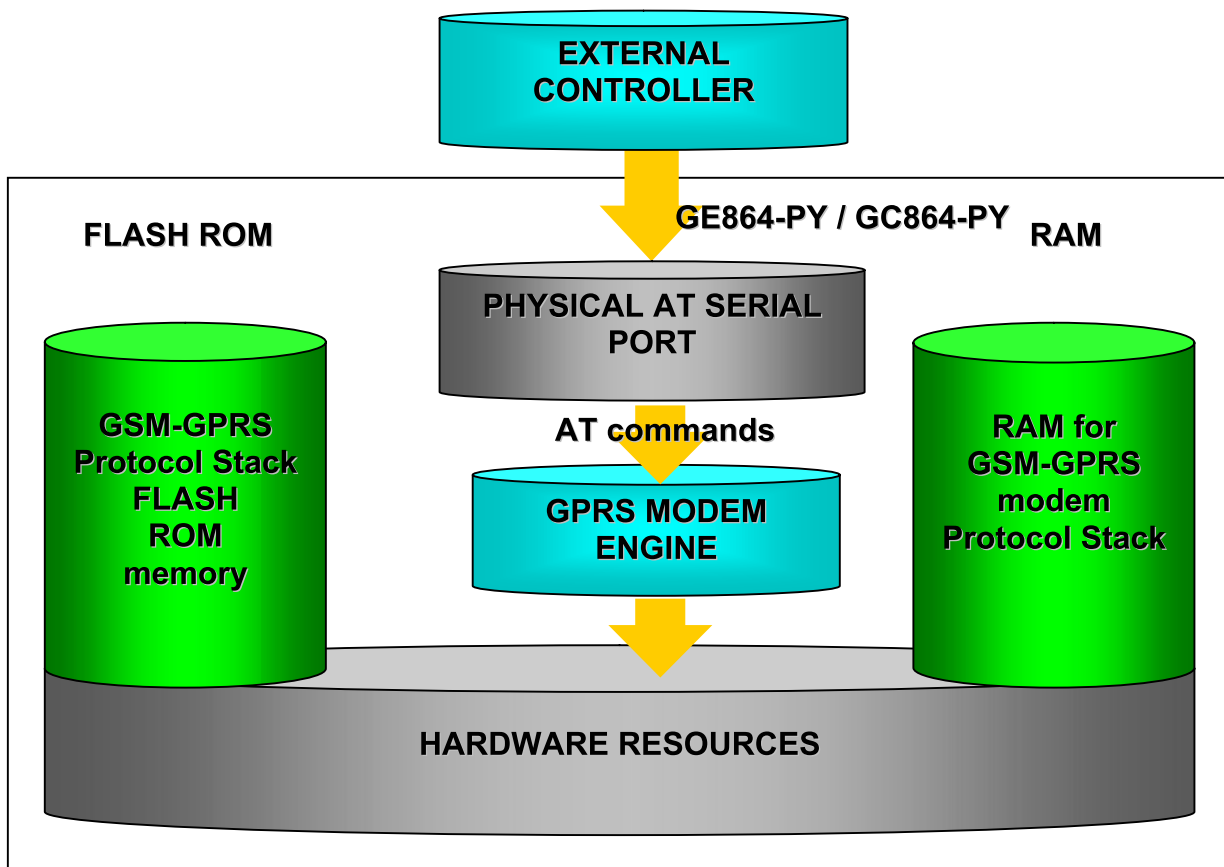 EXTERNAL
CONTROLLER
GE864-PY / GC864-PY
FLASH ROM
RAM
PHYSICAL AT SERIAL
PORT
AT commands
GSM-GPRS
Protocol Stack
FLASH
ROM
memory
GPRS MODEM
ENGINE
RAM for
GSM-GPRS
modem
Protocol Stack
HARDWARE RESOURCES